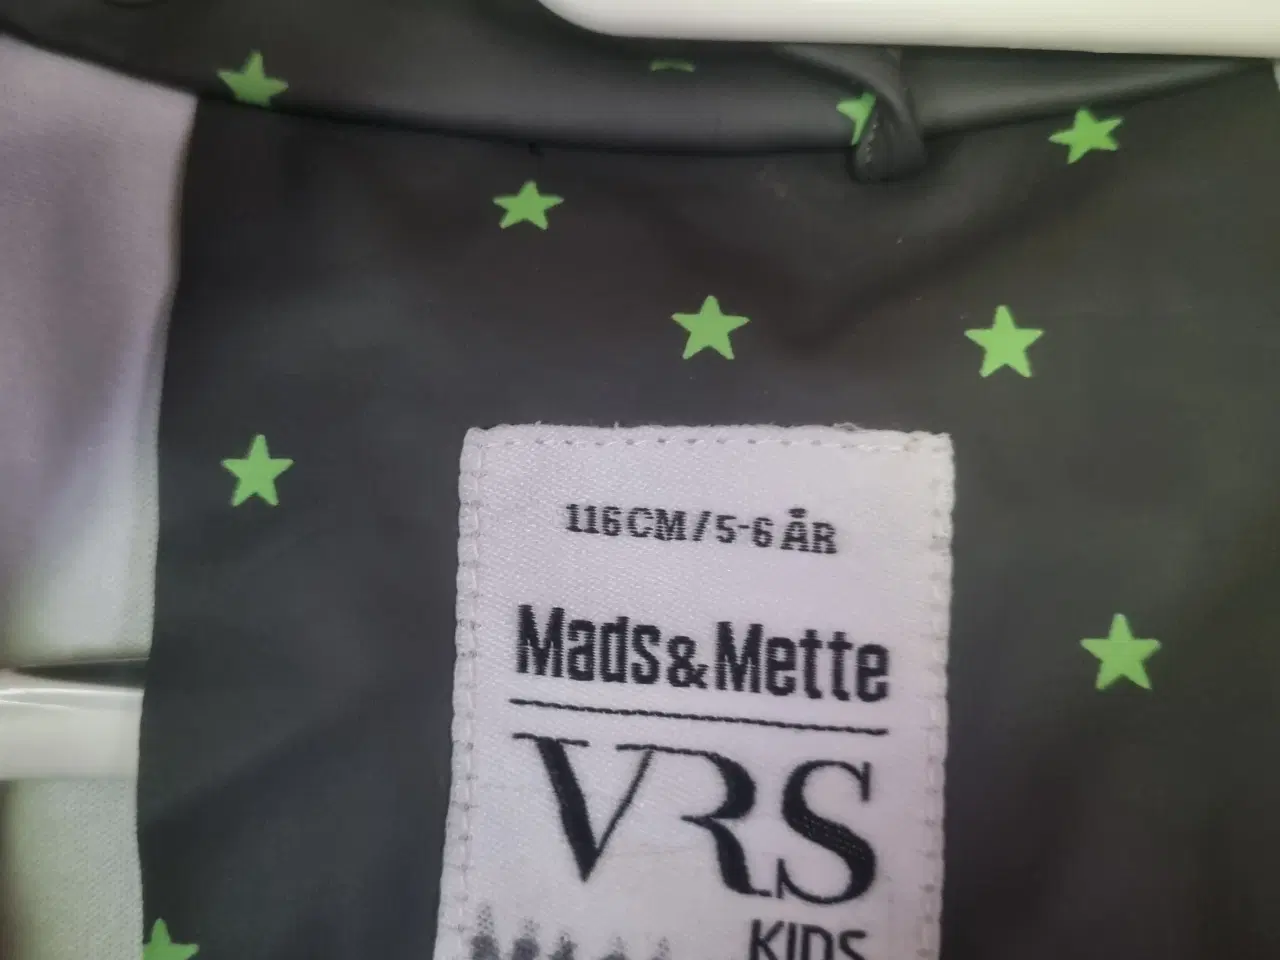 116CM/5-6 ÅR
Mads&Mette
VRS
KIDS